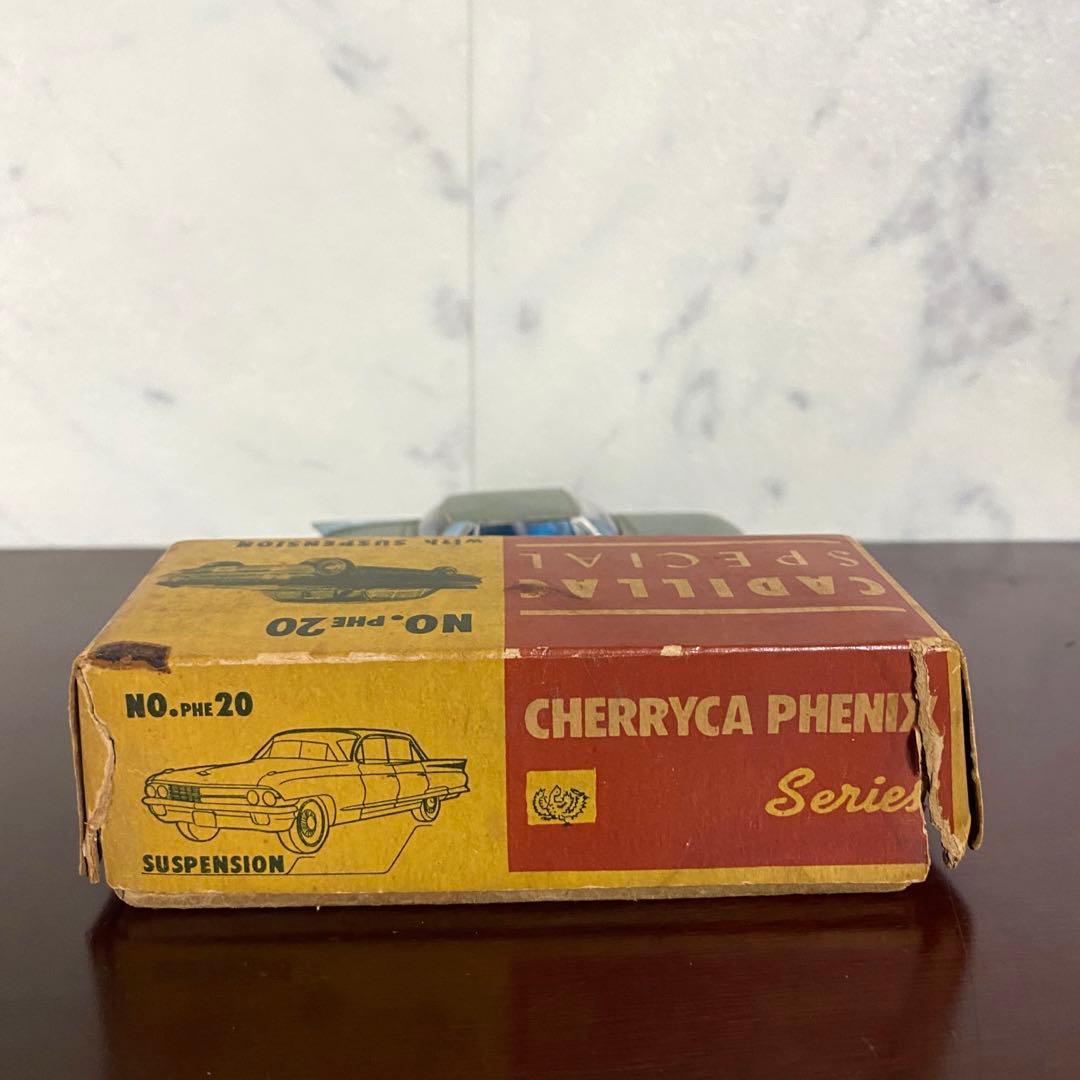 with SUSPENSION
NO. PHE 20
CADILLAC
SPECIAL
NO. PHE 20
SUSPENSION
CHERRYCA PHENIX
Series